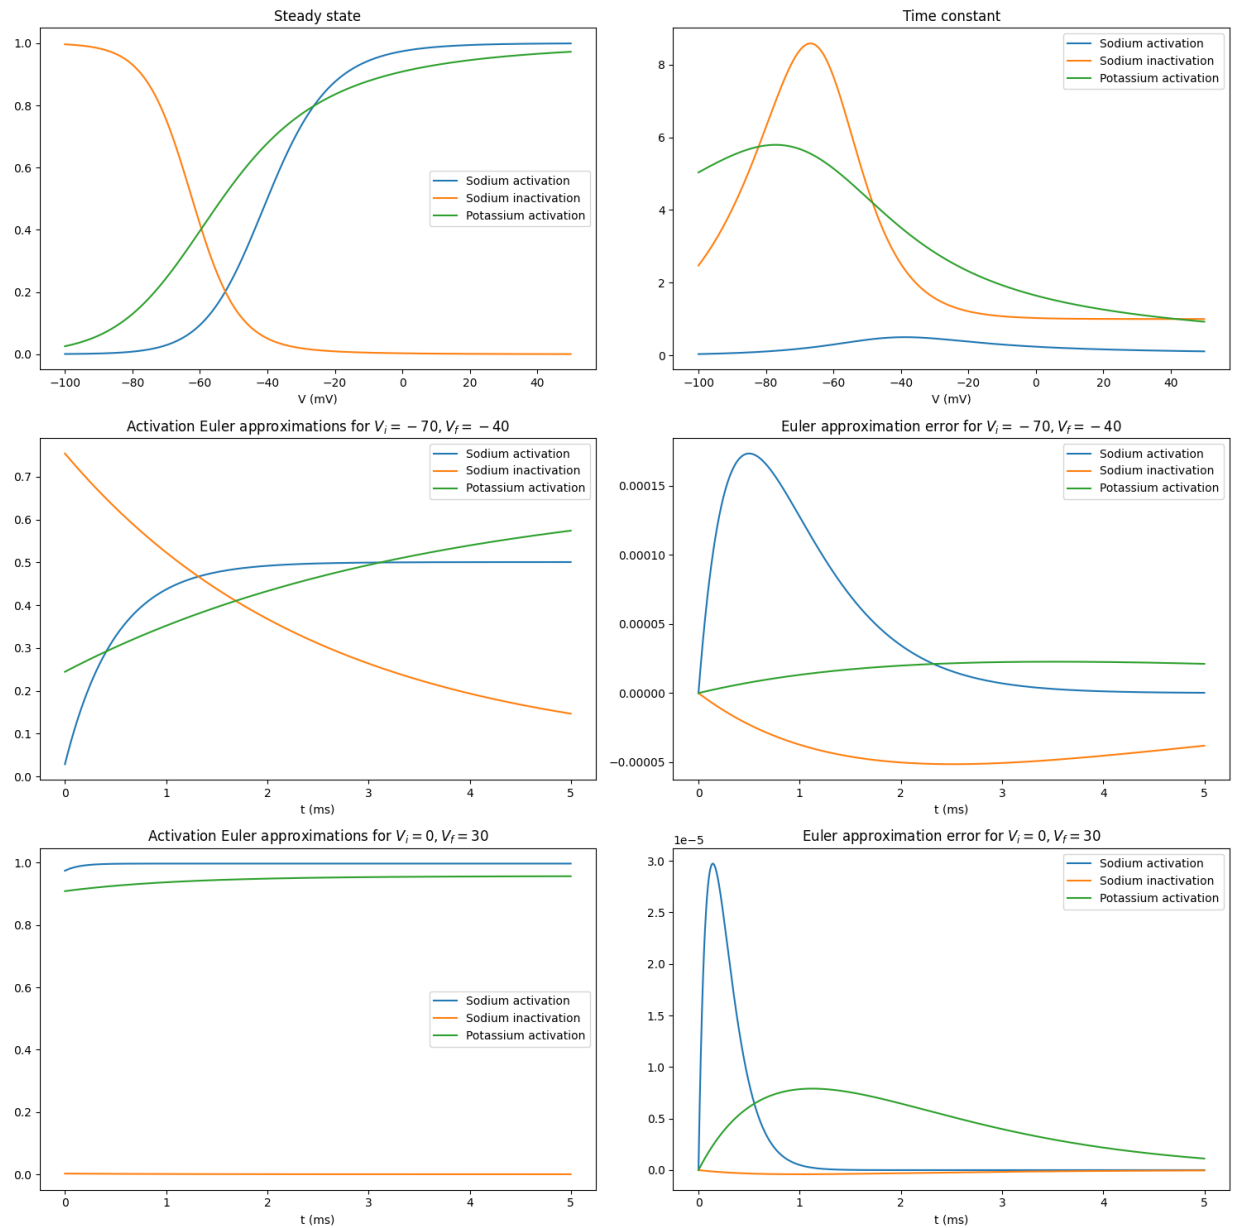 Steady state
1.0
0.8
0.6
0.4
0.2
0.0
Sodium activation
Sodium inactivation
Potassium activation
−100 −80 −60 −40 −20 0 20 40
V (mV)
Time constant
8
6
4
2
0
Sodium activation
Sodium inactivation
Potassium activation
−100 −80 −60 −40 −20 0 20 40
V (mV)
Activation Euler approximations for V_i = −70, V_f = −40
0.7
0.6
0.5
0.4
0.3
0.2
0.1
0.0
Sodium activation
Sodium inactivation
Potassium activation
0 1 2 3 4 5
t (ms)
Euler approximation error for V_i = −70, V_f = −40
0.00015
0.00010
0.00005
0.00000
−0.00005
Sodium activation
Sodium inactivation
Potassium activation
0 1 2 3 4 5
t (ms)
Activation Euler approximations for V_i = 0, V_f = 30
1.0
0.8
0.6
0.4
0.2
0.0
Sodium activation
Sodium inactivation
Potassium activation
0 1 2 3 4 5
t (ms)
Euler approximation error for V_i = 0, V_f = 30
1e−5
3.0
2.5
2.0
1.5
1.0
0.5
0.0
Sodium activation
Sodium inactivation
Potassium activation
0 1 2 3 4 5
t (ms)